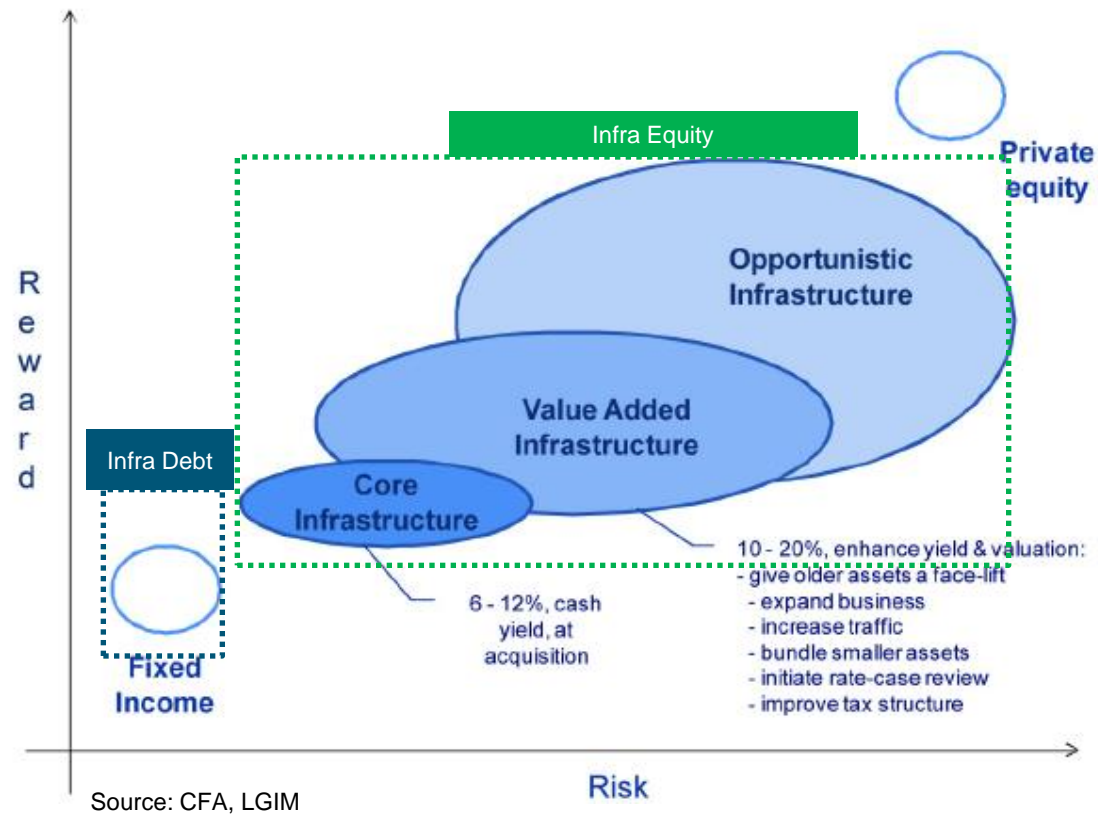 Infra Equity
Private
equity
Opportunistic
Infrastructure
R
e
w
a
r
d
Value Added
Infrastructure
Infra Debt
Core
Infrastructure
10 - 20%, enhance yield & valuation:
- give older assets a face-lift
- expand business
- increase traffic
- bundle smaller assets
- initiate rate-case review
- improve tax structure
6 - 12%, cash
yield, at
acquisition
Fixed
Income
Risk
Source: CFA, LGIM